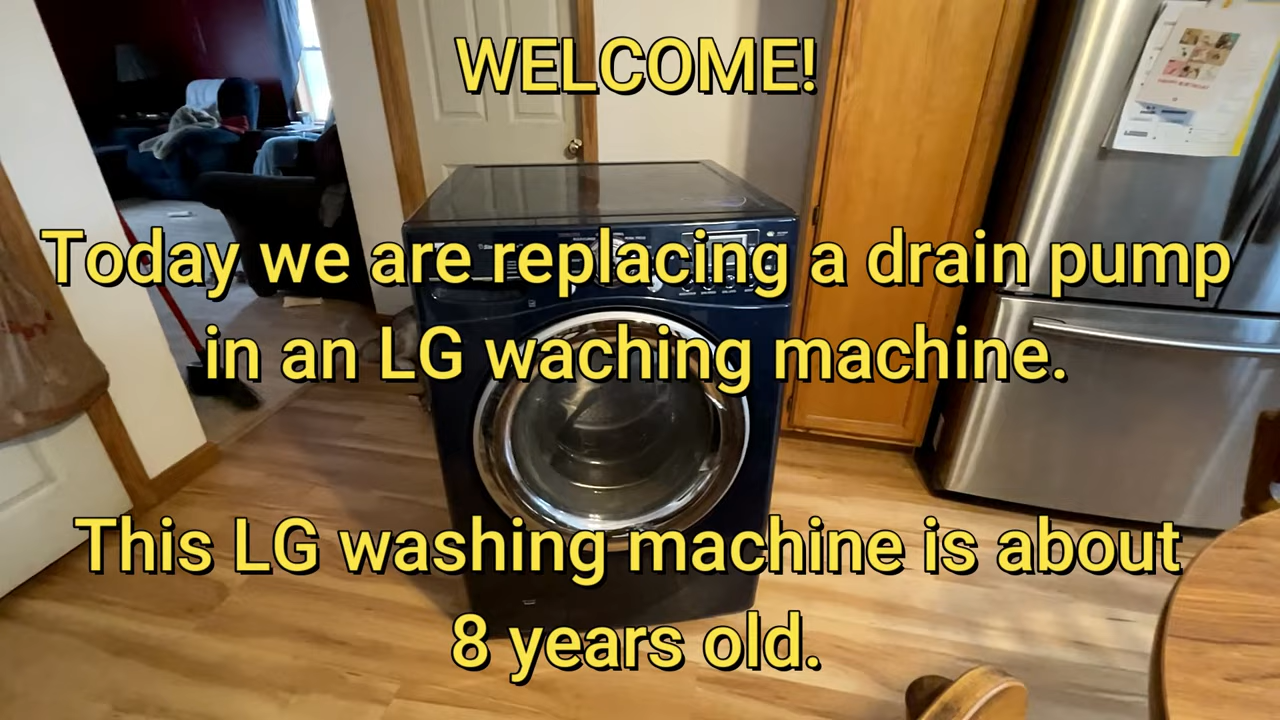 WELCOME!
Today we are replacing a drain pump
in an LG waching machine.
This LG washing machine is about
8 years old.